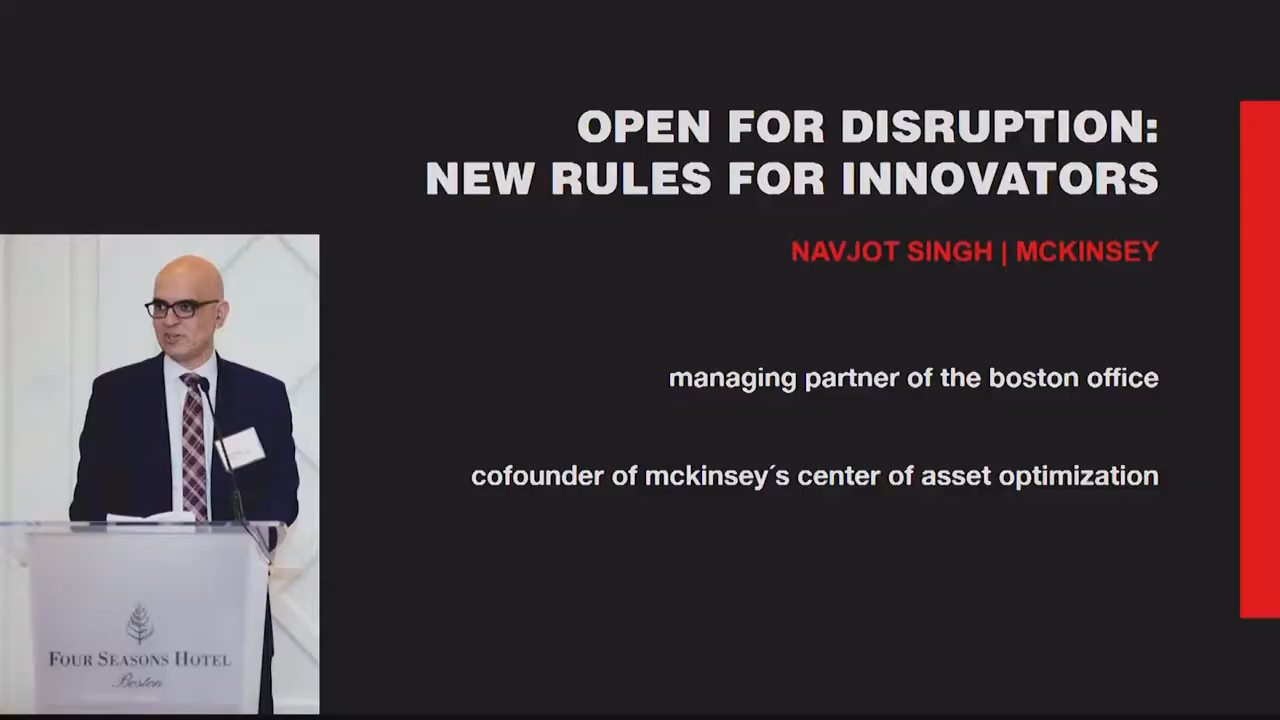 OPEN FOR DISRUPTION:
NEW RULES FOR INNOVATORS
NAVJOT SINGH | MCKINSEY
managing partner of the boston office
cofounder of mckinsey´s center of asset optimization
FOUR SEASONS HOTEL
Boston